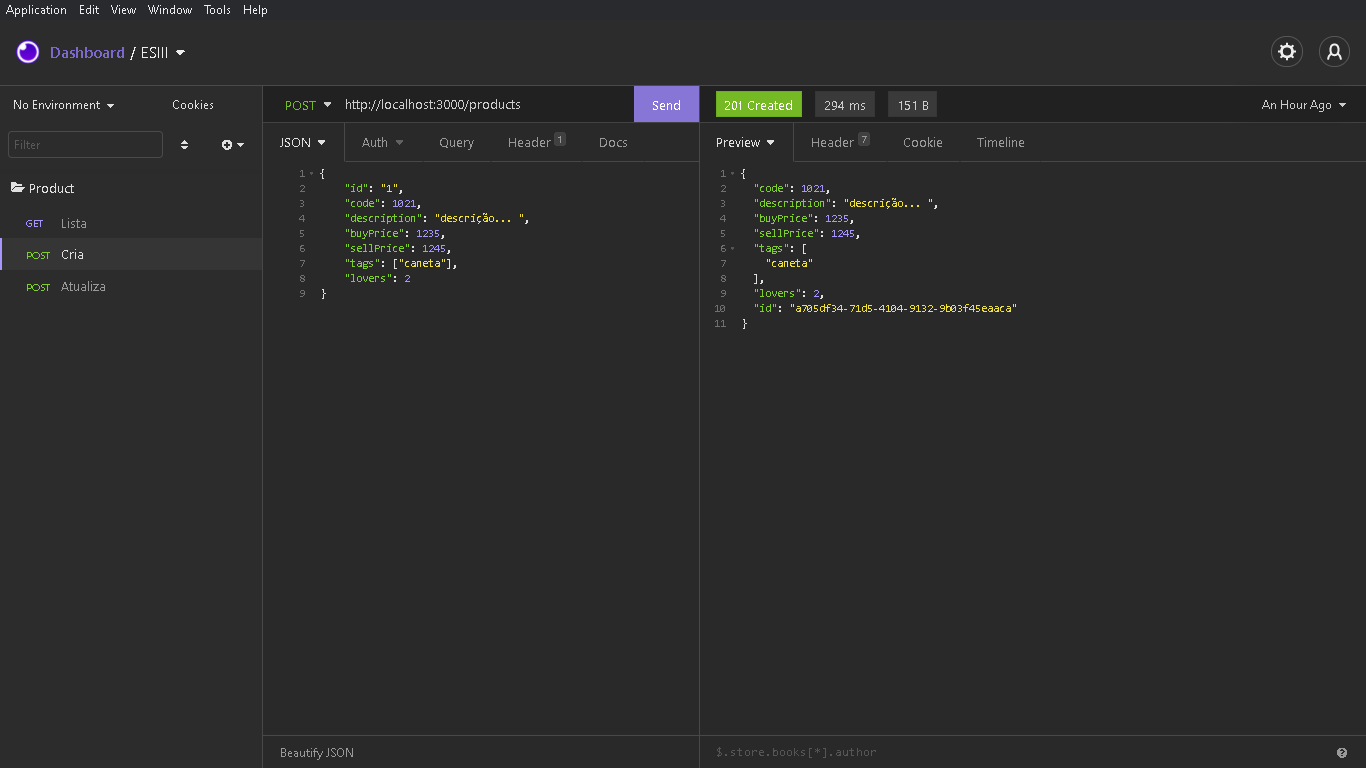 Application Edit View Window Tools Help
Dashboard / ESIII
No Environment Cookies
Filter
Product
GET Lista
POST Cria
POST Atualiza
POST http://localhost:3000/products Send
JSON Auth Query Header 1 Docs
1 {
2 "id": "1",
3 "code": 1021,
4 "description": "descrição... ",
5 "buyPrice": 1235,
6 "sellPrice": 1245,
7 "tags": ["caneta"],
8 "lovers": 2
9 }
Beautify JSON
201 Created 294 ms 151 B An Hour Ago
Preview Header 7 Cookie Timeline
1 {
2 "code": 1021,
3 "description": "descrição... ",
4 "buyPrice": 1235,
5 "sellPrice": 1245,
6 "tags": [
7 "caneta"
8 ],
9 "lovers": 2,
10 "id": "a705df34-71d5-4104-9132-9b03f45eaaca"
11 }
$.store.books[*].author